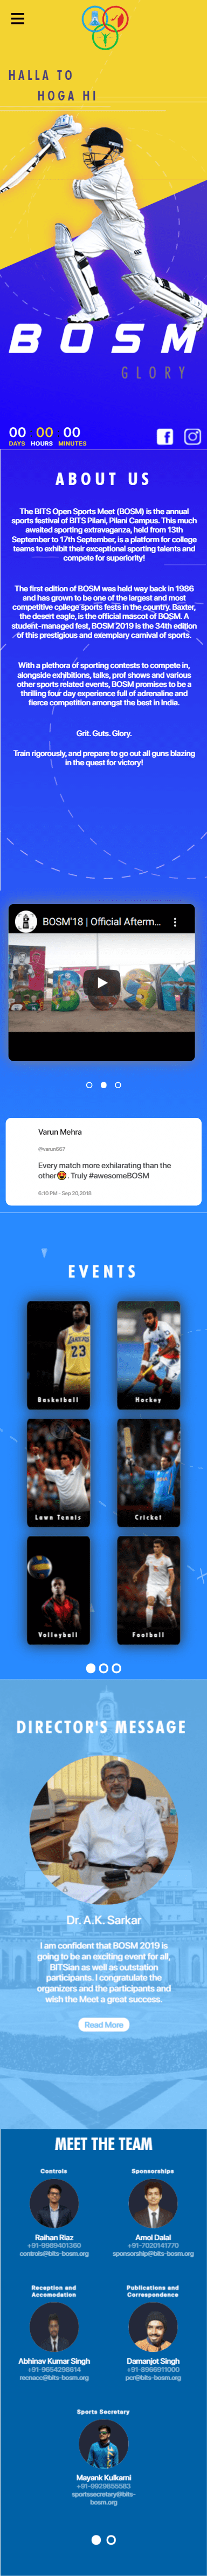 HALLA TO
HOGA HI
BOSM
GLORY
00 00 00
DAYS HOURS MINUTES
ABOUT US
The BITS Open Sports Meet (BOSM) is the annual
sports festival of BITS Pilani, Pilani Campus. This much
awaited sporting extravaganza, held from 13th
September to 17th September, is a platform for college
teams to exhibit their exceptional sporting talents and
compete for superiority!
The first edition of BOSM was held way back in 1986
and has grown to be one of the largest and most
competitive college sports fests in the country. Baxter,
the desert eagle, is the official mascot of BOSM. A
student-managed fest, BOSM 2019 is the 34th edition
of this prestigious and exemplary carnival of sports.
With a plethora of sporting contests to compete in,
alongside exhibitions, talks, prof shows and various
other sports related events, BOSM promises to be a
thrilling four day experience full of adrenaline and
fierce competition amongst the best in India.
Grit. Guts. Glory.
Train rigorously, and prepare to go out all guns blazing
in the quest for victory!
BOSM'18 | Official Afterm...
Varun Mehra
@varun667
Every match more exhilarating than the
other😍. Truly #awesomeBOSM
6:10 PM - Sep 20,2018
EVENTS
LAKERS
23
Basketball
Hockey
Lawn Tennis
Cricket
Volleyball
Football
DIRECTOR'S MESSAGE
Dr. A.K. Sarkar
I am confident that BOSM 2019 is
going to be an exciting event for all,
BITSian as well as outstation
participants. I congratulate the
organizers and the participants and
wish the Meet a great success.
Read More
MEET THE TEAM
Controls
Raihan Riaz
+91-9989401360
controls@bits-bosm.org
Sponsorships
Amol Dalal
+91-7020141770
sponsorship@bits-bosm.org
Reception and
Accomodation
Abhinav Kumar Singh
+91-9654298614
recnacc@bits-bosm.org
Publications and
Correspondence
Damanjot Singh
+91-8968911000
pcr@bits-bosm.org
Sports Secretary
Mayank Kulkarni
+91-9929855583
sportssecretary@bits-
bosm.org